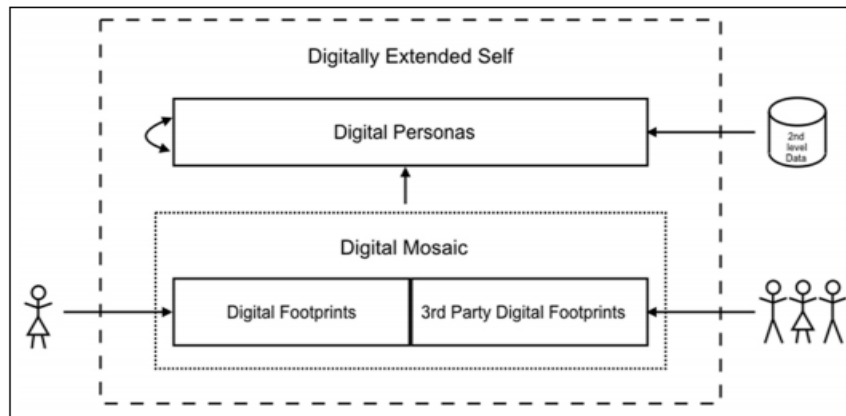 Digitally Extended Self
Digital Personas
2nd
level
Data
Digital Mosaic
Digital Footprints
3rd Party Digital Footprints